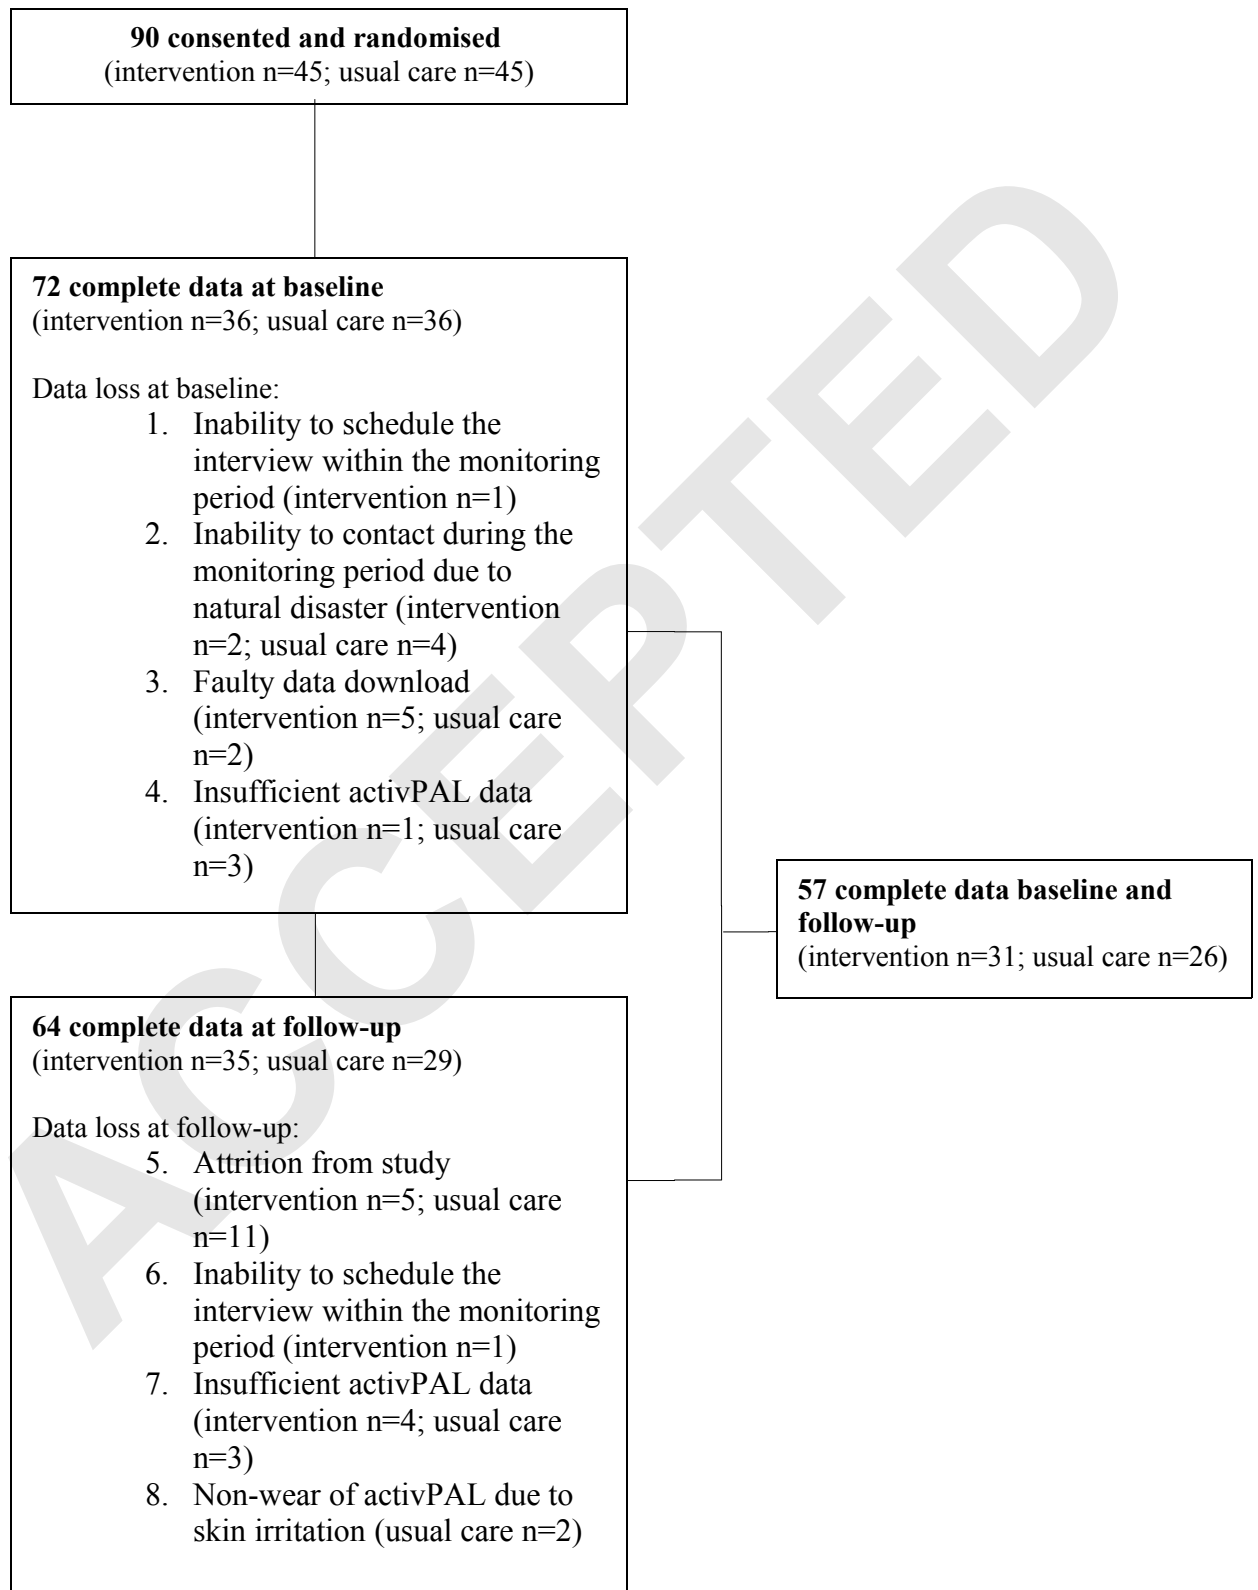 90 consented and randomised
(intervention n=45; usual care n=45)
72 complete data at baseline
(intervention n=36; usual care n=36)
Data loss at baseline:
1. Inability to schedule the
interview within the monitoring
period (intervention n=1)
2. Inability to contact during the
monitoring period due to
natural disaster (intervention
n=2; usual care n=4)
3. Faulty data download
(intervention n=5; usual care
n=2)
4. Insufficient activPAL data
(intervention n=1; usual care
n=3)
57 complete data baseline and
follow-up
(intervention n=31; usual care n=26)
64 complete data at follow-up
(intervention n=35; usual care n=29)
Data loss at follow-up:
5. Attrition from study
(intervention n=5; usual care
n=11)
6. Inability to schedule the
interview within the monitoring
period (intervention n=1)
7. Insufficient activPAL data
(intervention n=4; usual care
n=3)
8. Non-wear of activPAL due to
skin irritation (usual care n=2)
ACCEPTED